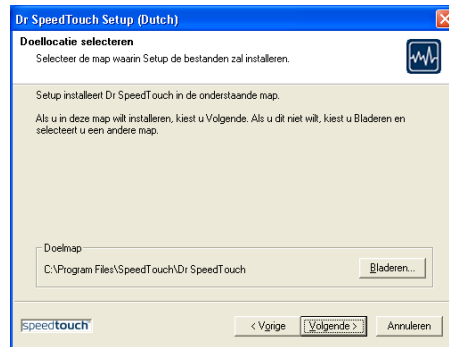 Dr SpeedTouch Setup (Dutch)
Doellocatie selecteren
Selecteer de map waarin Setup de bestanden zal installeren.
Setup installeert Dr SpeedTouch in de onderstaande map.
Als u in deze map wilt installeren, kiest u Volgende. Als u dit niet wilt, kiest u Bladeren en
selecteert u een andere map.
Doelmap
C:\Program Files\SpeedTouch\Dr SpeedTouch
Bladeren...
speedtouch
< Vorige
Volgende >
Annuleren